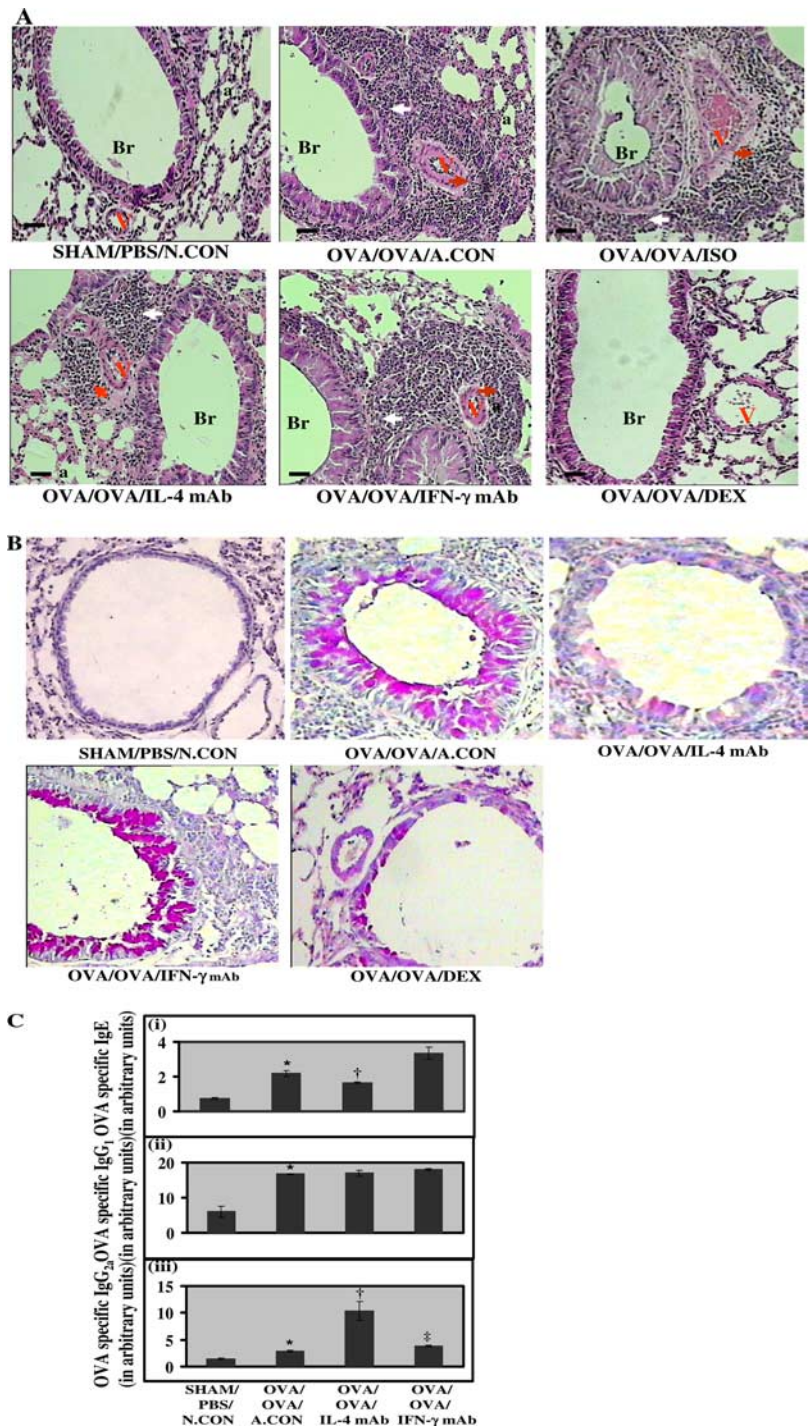 A
Br
a
V
SHAM/PBS/N.CON
Br
a
V
OVA/OVA/A.CON
Br
V
OVA/OVA/ISO
V
a
Br
OVA/OVA/IL-4 mAb
Br
V
a
OVA/OVA/IFN-γ mAb
Br
V
OVA/OVA/DEX
B
SHAM/PBS/N.CON
OVA/OVA/A.CON
OVA/OVA/IL-4 mAb
OVA/OVA/IFN-γ mAb
OVA/OVA/DEX
C
OVA specific IgE
(in arbitrary units)
(i)
4
2
0
*
†
OVA specific IgG1
(in arbitrary units)
(ii)
20
10
0
*
OVA specific IgG2a
(in arbitrary units)
(iii)
15
10
5
0
*
†
‡
SHAM/ OVA/ OVA/ OVA/
PBS/ OVA/ OVA/ OVA/
N.CON A.CON IL-4 mAb IFN-γ mAb